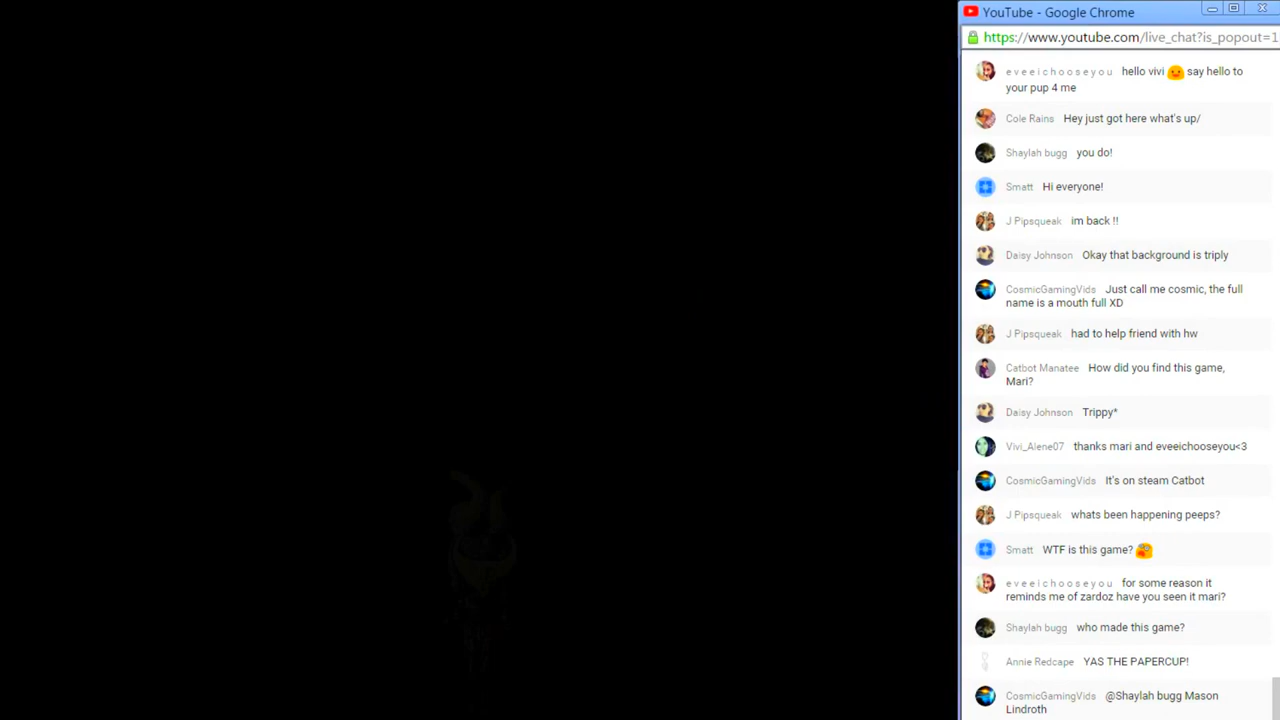 YouTube - Google Chrome
https://www.youtube.com/live_chat?is_popout=1
e v e e i c h o o s e y o u hello vivi say hello to
your pup 4 me
Cole Rains Hey just got here what's up/
Shaylah bugg you do!
Smatt Hi everyone!
J Pipsqueak im back !!
Daisy Johnson Okay that background is triply
CosmicGamingVids Just call me cosmic, the full
name is a mouth full XD
J Pipsqueak had to help friend with hw
Catbot Manatee How did you find this game,
Mari?
Daisy Johnson Trippy*
Vivi_Alene07 thanks mari and eveeichooseyou<3
CosmicGamingVids It's on steam Catbot
J Pipsqueak whats been happening peeps?
Smatt WTF is this game?
e v e e i c h o o s e y o u for some reason it
reminds me of zardoz have you seen it mari?
Shaylah bugg who made this game?
Annie Redcape YAS THE PAPERCUP!
CosmicGamingVids @Shaylah bugg Mason
Lindroth